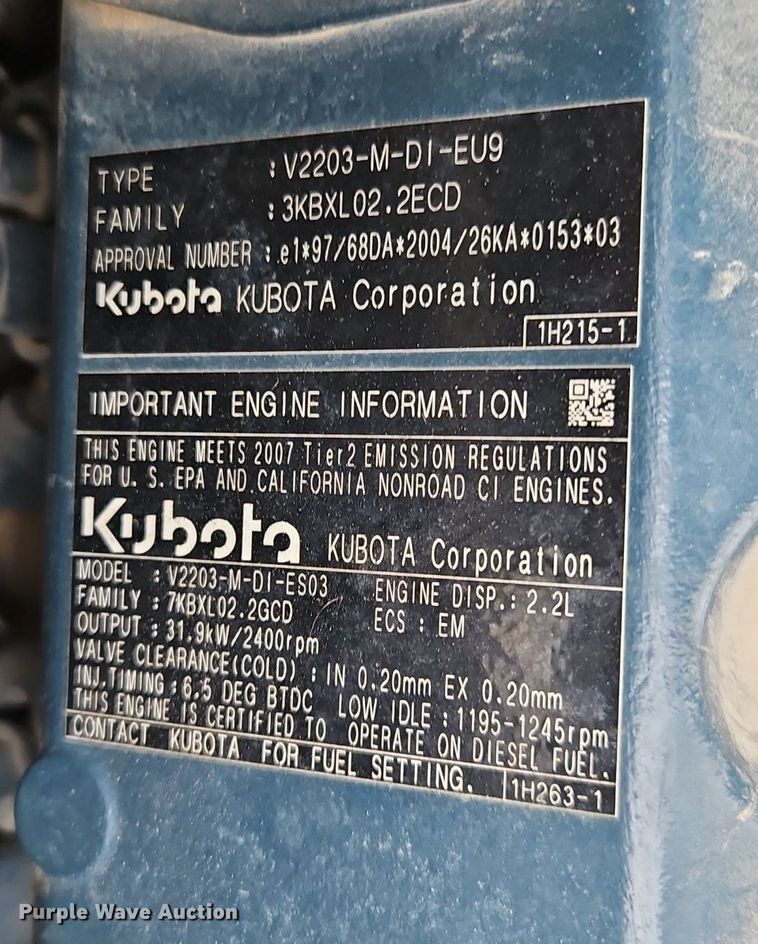 TYPE : V2203-M-DI-EU9
FAMILY : 3KBXL02.2ECD
APPROVAL NUMBER : e1*97/68DA*2004/26KA*0153*03
Kubota KUBOTA Corporation
1H215-1
IMPORTANT ENGINE INFORMATION
THIS ENGINE MEETS 2007 Tier2 EMISSION REGULATIONS
FOR U. S. EPA AND CALIFORNIA NONROAD CI ENGINES.
Kubota KUBOTA Corporation
MODEL : V2203-M-DI-ES03 ENGINE DISP. : 2.2L
FAMILY : 7KBXL02.2GCD ECS : EM
OUTPUT : 31.9kW/2400rpm
VALVE CLEARANCE(COLD) : IN 0.20mm EX 0.20mm
INJ.TIMING : 6.5 DEG BTDC LOW IDLE : 1195-1245rpm
THIS ENGINE IS CERTIFIED TO OPERATE ON DIESEL FUEL.
CONTACT KUBOTA FOR FUEL SETTING. 1H263-1
Purple Wave Auction